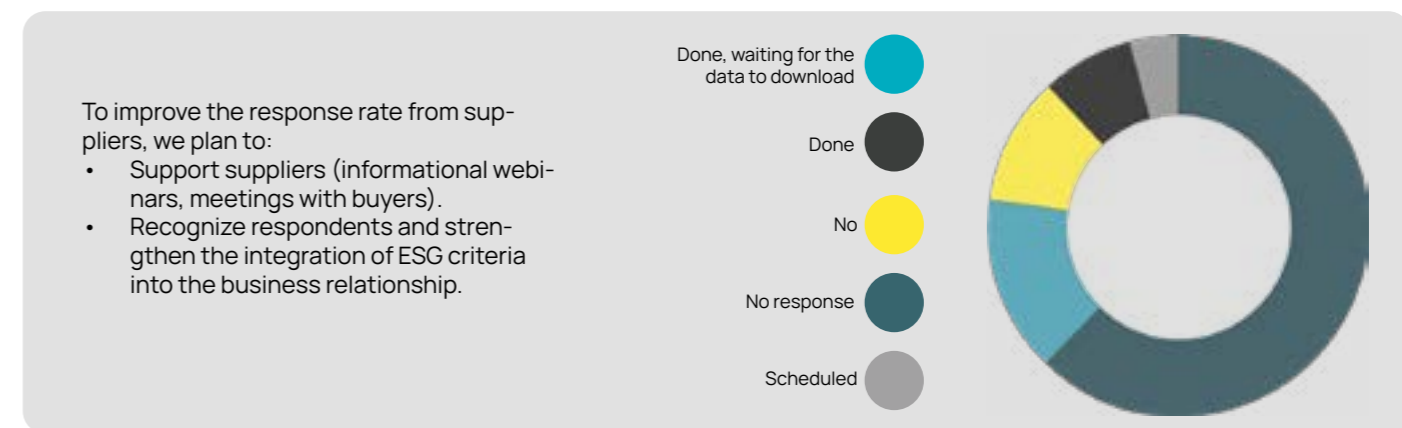 To improve the response rate from sup-
pliers, we plan to:
• Support suppliers (informational webi-
nars, meetings with buyers).
• Recognize respondents and stren-
gthen the integration of ESG criteria
into the business relationship.
Done, waiting for the
data to download
Done
No
No response
Scheduled